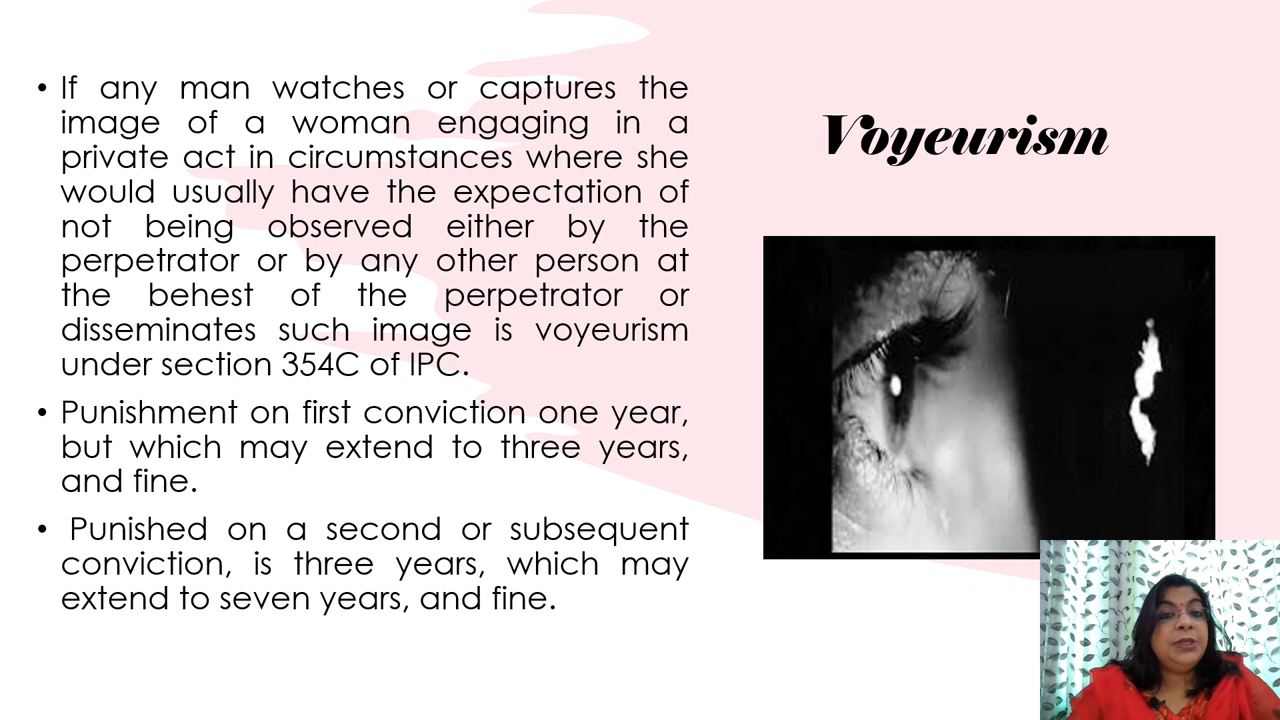 • If any man watches or captures the
image of a woman engaging in a
private act in circumstances where she
would usually have the expectation of
not being observed either by the
perpetrator or by any other person at
the behest of the perpetrator or
disseminates such image is voyeurism
under section 354C of IPC.
• Punishment on first conviction one year,
but which may extend to three years,
and fine.
• Punished on a second or subsequent
conviction, is three years, which may
extend to seven years, and fine.
Voyeurism